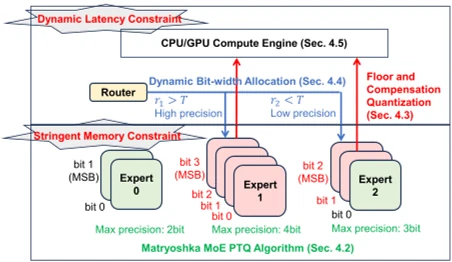 Dynamic Latency Constraint
CPU/GPU Compute Engine (Sec. 4.5)
Dynamic Bit-width Allocation (Sec. 4.4)
Floor and
Compensation
Quantization
(Sec. 4.3)
Router
r₁ > T
High precision
r₂ < T
Low precision
Stringent Memory Constraint
bit 1
(MSB)
bit 0
Expert
0
bit 3
(MSB)
bit 2
bit 1
bit 0
Expert
1
bit 2
(MSB)
bit 1
bit 0
Expert
2
Max precision: 2bit
Max precision: 4bit
Max precision: 3bit
Matryoshka MoE PTQ Algorithm (Sec. 4.2)